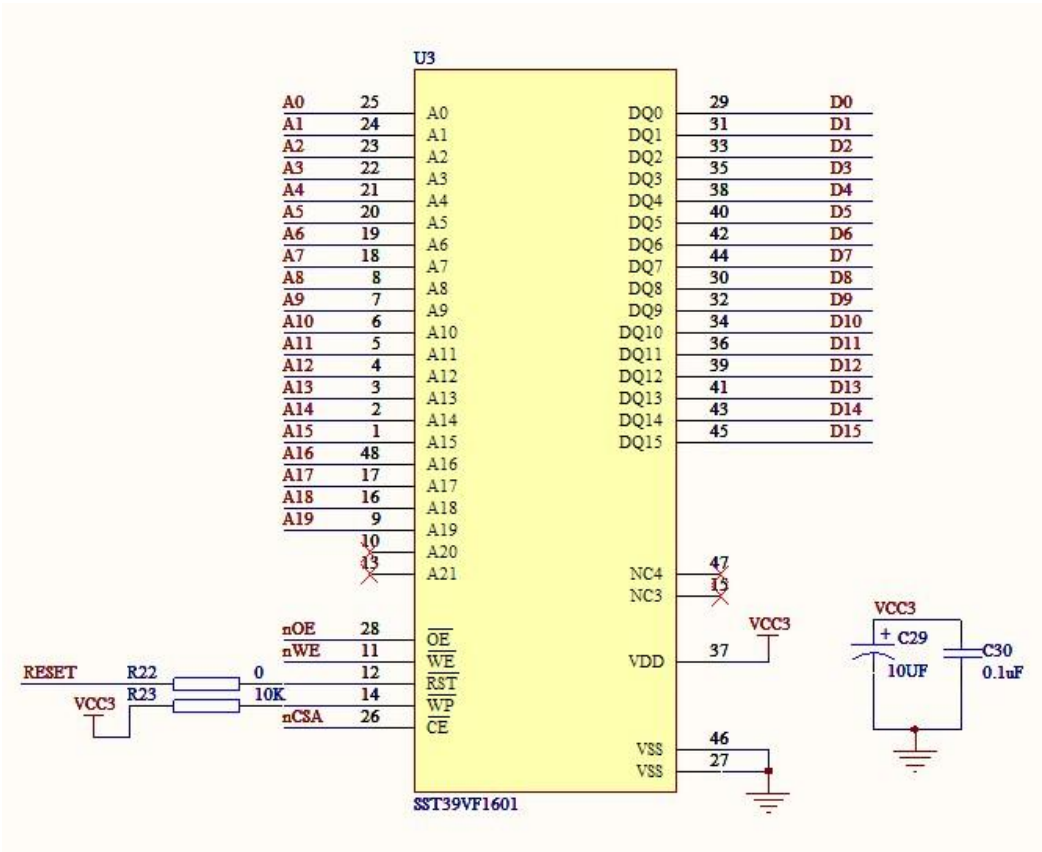 U3
A0 25 A0 DQ0 29 D0
A1 24 A1 DQ1 31 D1
A2 23 A2 DQ2 33 D2
A3 22 A3 DQ3 35 D3
A4 21 A4 DQ4 38 D4
A5 20 A5 DQ5 40 D5
A6 19 A6 DQ6 42 D6
A7 18 A7 DQ7 44 D7
A8 8 A8 DQ8 30 D8
A9 7 A9 DQ9 32 D9
A10 6 A10 DQ10 34 D10
A11 5 A11 DQ11 36 D11
A12 4 A12 DQ12 39 D12
A13 3 A13 DQ13 41 D13
A14 2 A14 DQ14 43 D14
A15 1 A15 DQ15 45 D15
A16 48 A16
A17 17 A17
A18 16 A18
A19 9 A19
10 A20
13 A21 NC4 47
NC3 15
VCC3
nOE 28 OE VCC3 + C29
nWE 11 WE VDD 37 10UF C30
RESET R22 0 12 RST 0.1uF
VCC3 R23 10K 14 WP
nCSA 26 CE
VSS 46
VSS 27
SST39VF1601